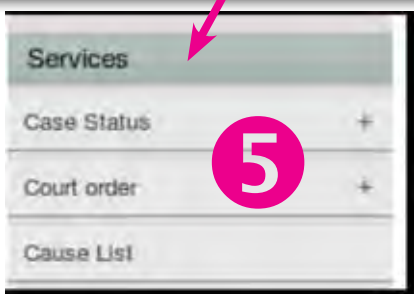 Services
Case Status +
5
Court order +
Cause List